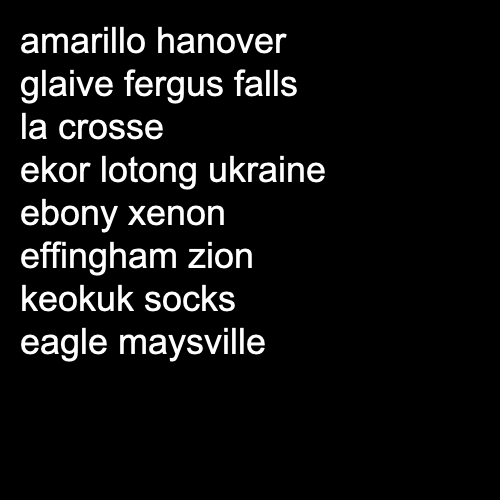 amarillo hanover
glaive fergus falls
la crosse
ekor lotong ukraine
ebony xenon
effingham zion
keokuk socks
eagle maysville